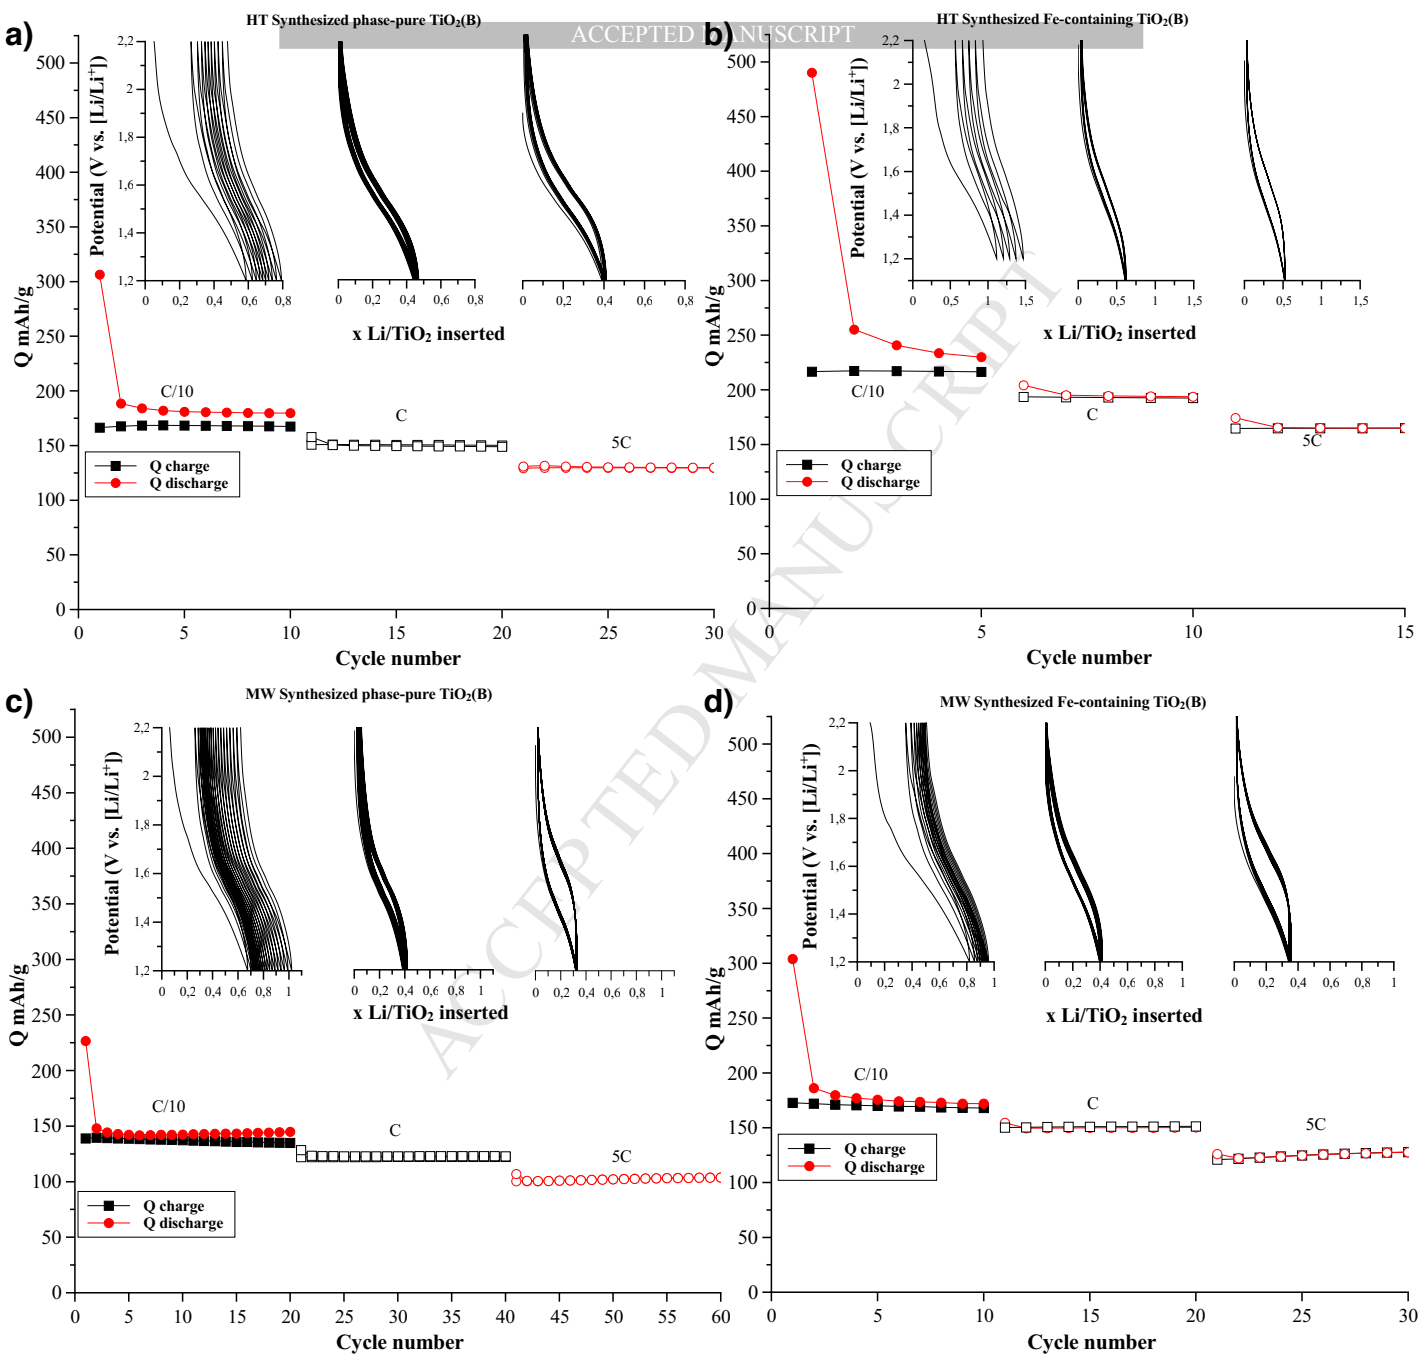 ACCEPTED MANUSCRIPT
a)
HT Synthesized phase-pure TiO₂(B)
Q mAh/g
500
450
400
350
300
250
200
150
100
50
0
Potential (V vs. [Li/Li⁺])
2,2
2
1,8
1,6
1,4
1,2
0 0,2 0,4 0,6 0,8
0 0,2 0,4 0,6 0,8
0 0,2 0,4 0,6 0,8
x Li/TiO₂ inserted
C/10
C
5C
Q charge
Q discharge
0 5 10 15 20 25 30
Cycle number
b)
HT Synthesized Fe-containing TiO₂(B)
Q mAh/g
500
450
400
350
300
250
200
150
100
50
0
Potential (V vs. [Li/Li⁺])
2,2
2
1,8
1,6
1,4
1,2
0 0,5 1 1,5
0 0,5 1 1,5
0 0,5 1 1,5
x Li/TiO₂ inserted
C/10
C
5C
Q charge
Q discharge
0 5 10 15
Cycle number
c)
MW Synthesized phase-pure TiO₂(B)
Q mAh/g
500
450
400
350
300
250
200
150
100
50
0
Potential (V vs. [Li/Li⁺])
2,2
2
1,8
1,6
1,4
1,2
0 0,2 0,4 0,6 0,8 1
0 0,2 0,4 0,6 0,8 1
0 0,2 0,4 0,6 0,8 1
x Li/TiO₂ inserted
C/10
C
5C
Q charge
Q discharge
0 5 10 15 20 25 30 35 40 45 50 55 60
Cycle number
d)
MW Synthesized Fe-containing TiO₂(B)
Q mAh/g
500
450
400
350
300
250
200
150
100
50
0
Potential (V vs. [Li/Li⁺])
2,2
2
1,8
1,6
1,4
1,2
0 0,2 0,4 0,6 0,8 1
0 0,2 0,4 0,6 0,8 1
0 0,2 0,4 0,6 0,8 1
x Li/TiO₂ inserted
C/10
C
5C
Q charge
Q discharge
0 5 10 15 20 25 30
Cycle number
ACCEPTED MANUSCRIPT